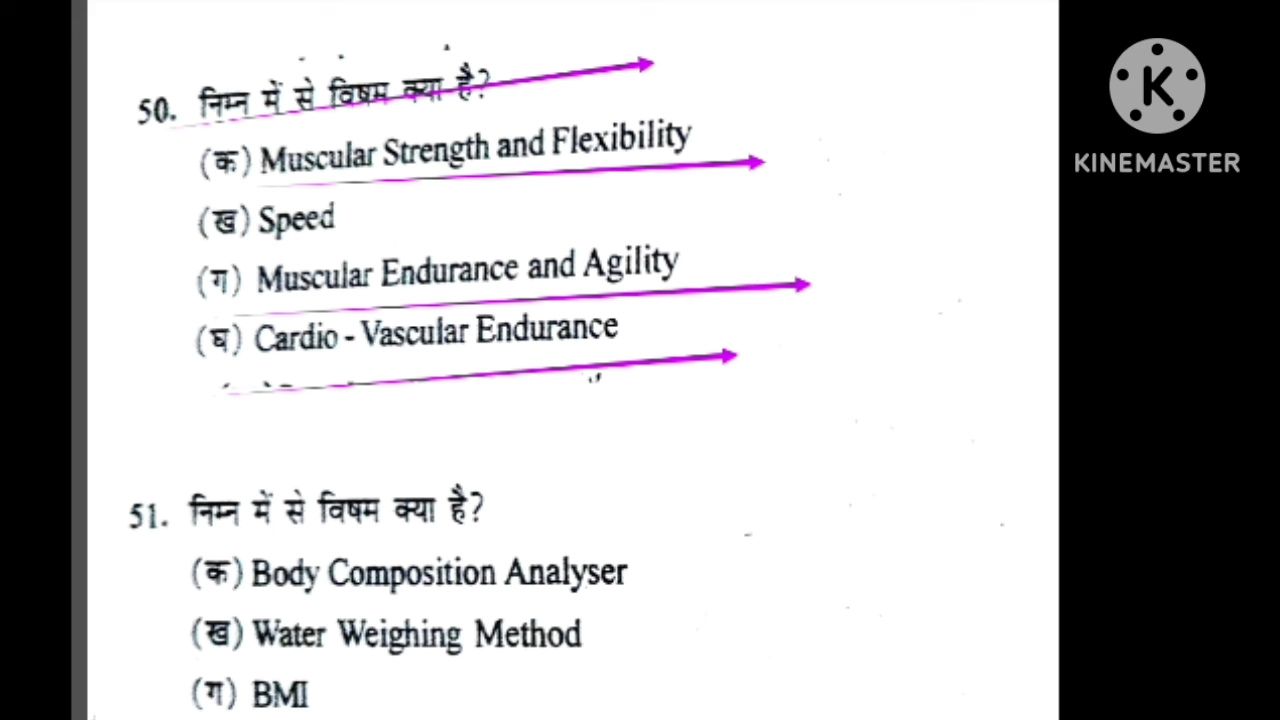 50. निम्न में से विषम क्या है?
(क) Muscular Strength and Flexibility
(ख) Speed
(ग) Muscular Endurance and Agility
(घ) Cardio - Vascular Endurance
51. निम्न में से विषम क्या है?
(क) Body Composition Analyser
(ख) Water Weighing Method
(ग) BMI
K
KINEMASTER